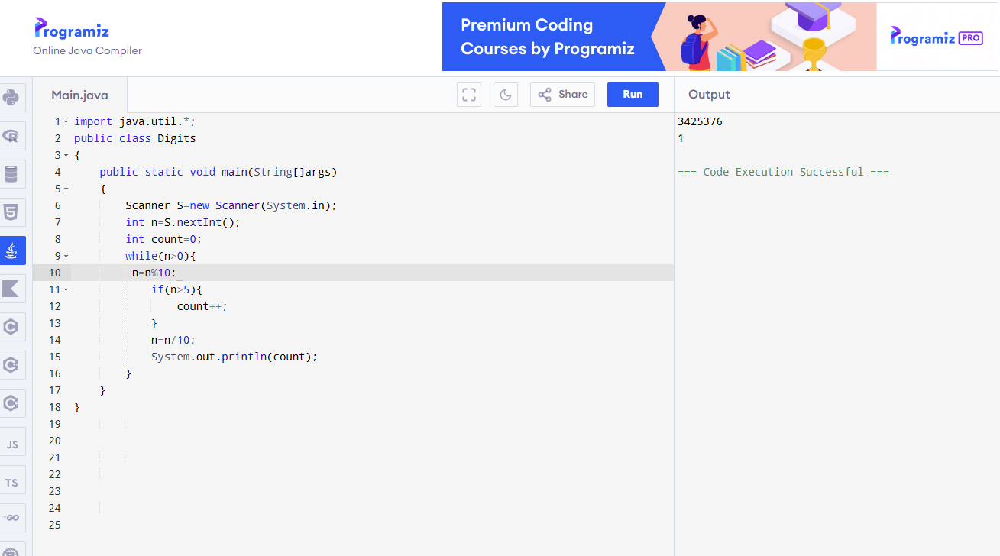 Programiz
Online Java Compiler
Premium Coding
Courses by Programiz
Programiz PRO
Main.java
Share
Run
Output
1 import java.util.*;
2 public class Digits
3 {
4 public static void main(String[]args)
5 {
6 Scanner S=new Scanner(System.in);
7 int n=S.nextInt();
8 int count=0;
9 while(n>0){
10 n=n%10;
11 if(n>5){
12 count++;
13 }
14 n=n/10;
15 System.out.println(count);
16 }
17 }
18 }
19
20
21
22
23
24
25
3425376
1
=== Code Execution Successful ===
JS
TS
GO